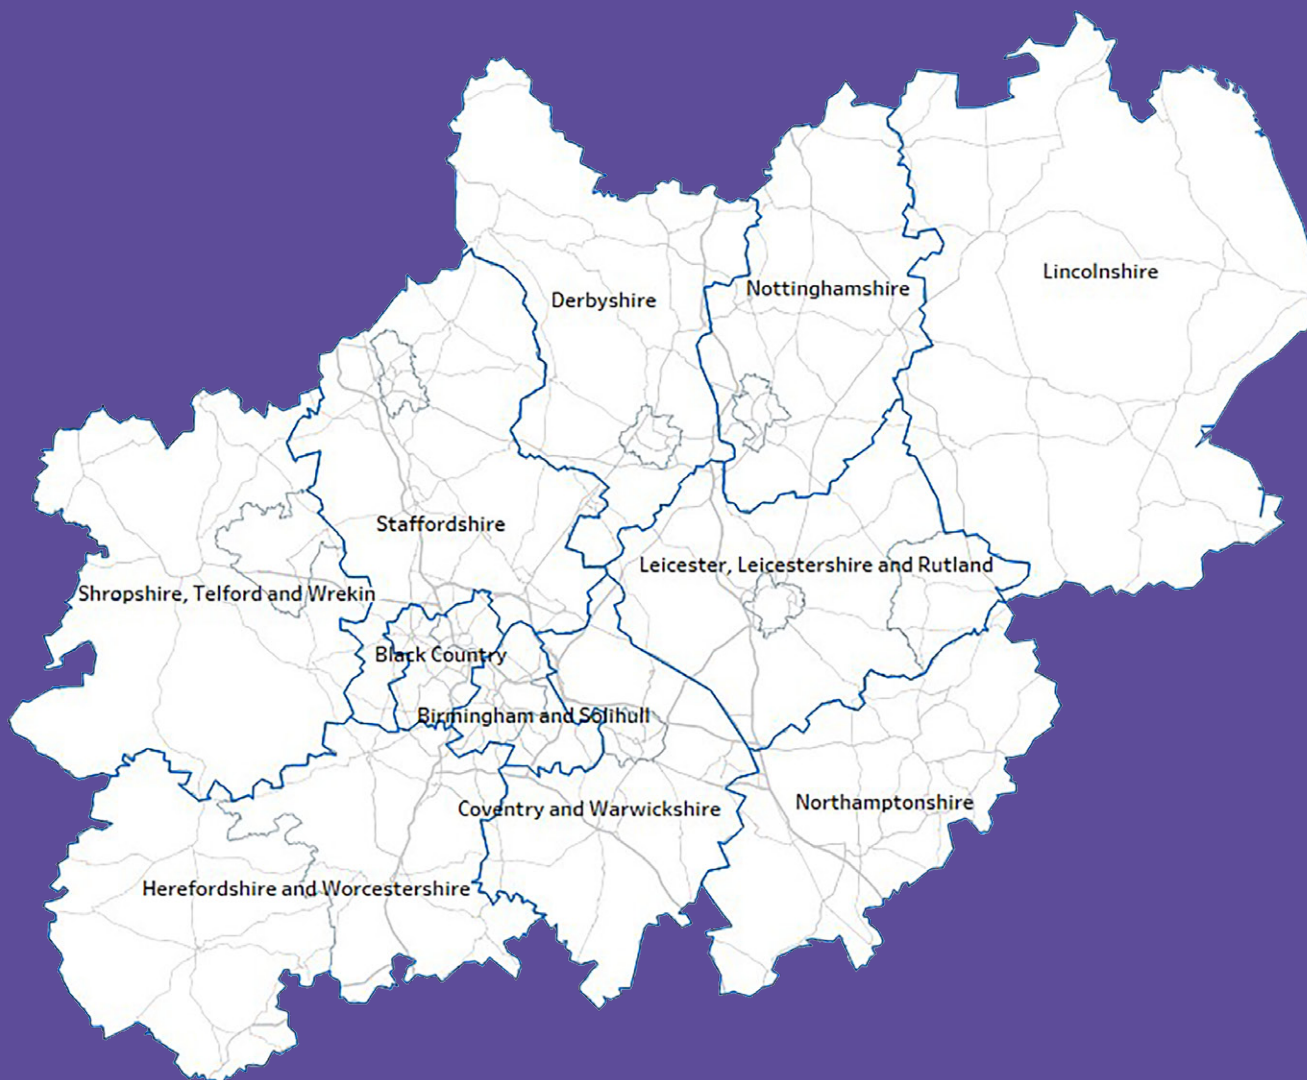 Lincolnshire
Nottinghamshire
Derbyshire
Staffordshire
Leicester, Leicestershire and Rutland
Shropshire, Telford and Wrekin
Black Country
Birmingham and Solihull
Northamptonshire
Coventry and Warwickshire
Herefordshire and Worcestershire